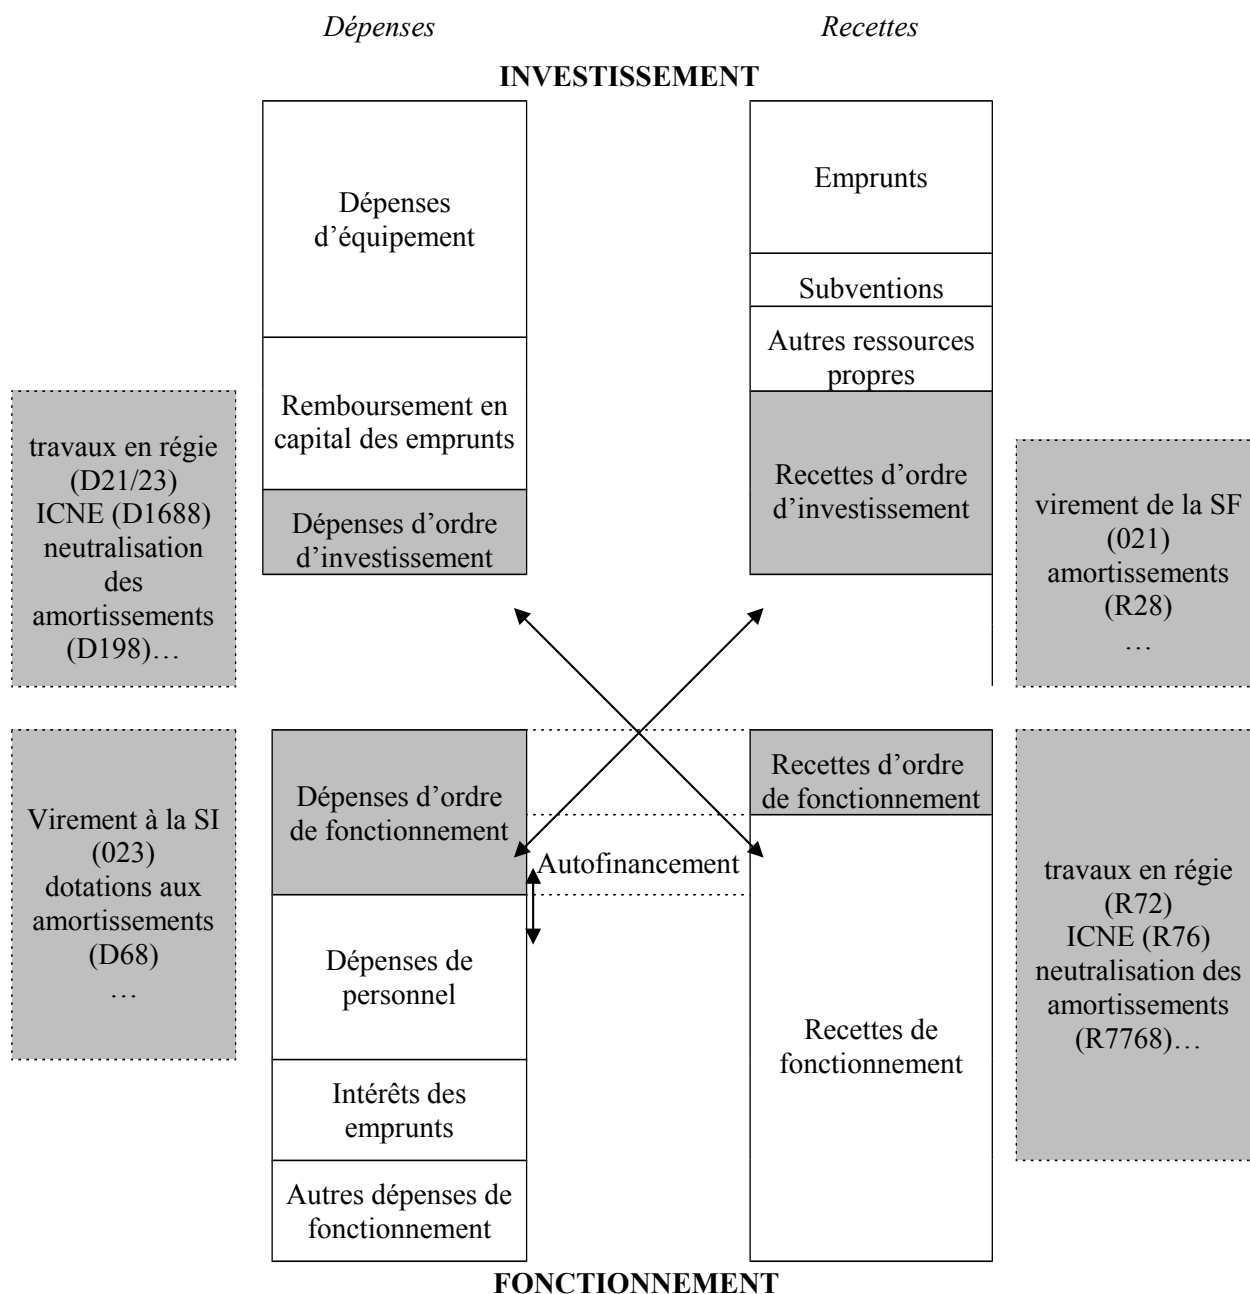 Dépenses
Recettes
INVESTISSEMENT
Dépenses
d’équipement
Remboursement en
capital des emprunts
Dépenses d’ordre
d’investissement
Emprunts
Subventions
Autres ressources
propres
Recettes d’ordre
d’investissement
travaux en régie
(D21/23)
ICNE (D1688)
neutralisation
des
amortissements
(D198)…
virement de la SF
(021)
amortissements
(R28)
…
Virement à la SI
(023)
dotations aux
amortissements
(D68)
…
Dépenses d’ordre
de fonctionnement
Dépenses de
personnel
Intérêts des
emprunts
Autres dépenses de
fonctionnement
Autofinancement
Recettes d’ordre
de fonctionnement
Recettes de
fonctionnement
travaux en régie
(R72)
ICNE (R76)
neutralisation des
amortissements
(R7768)…
FONCTIONNEMENT